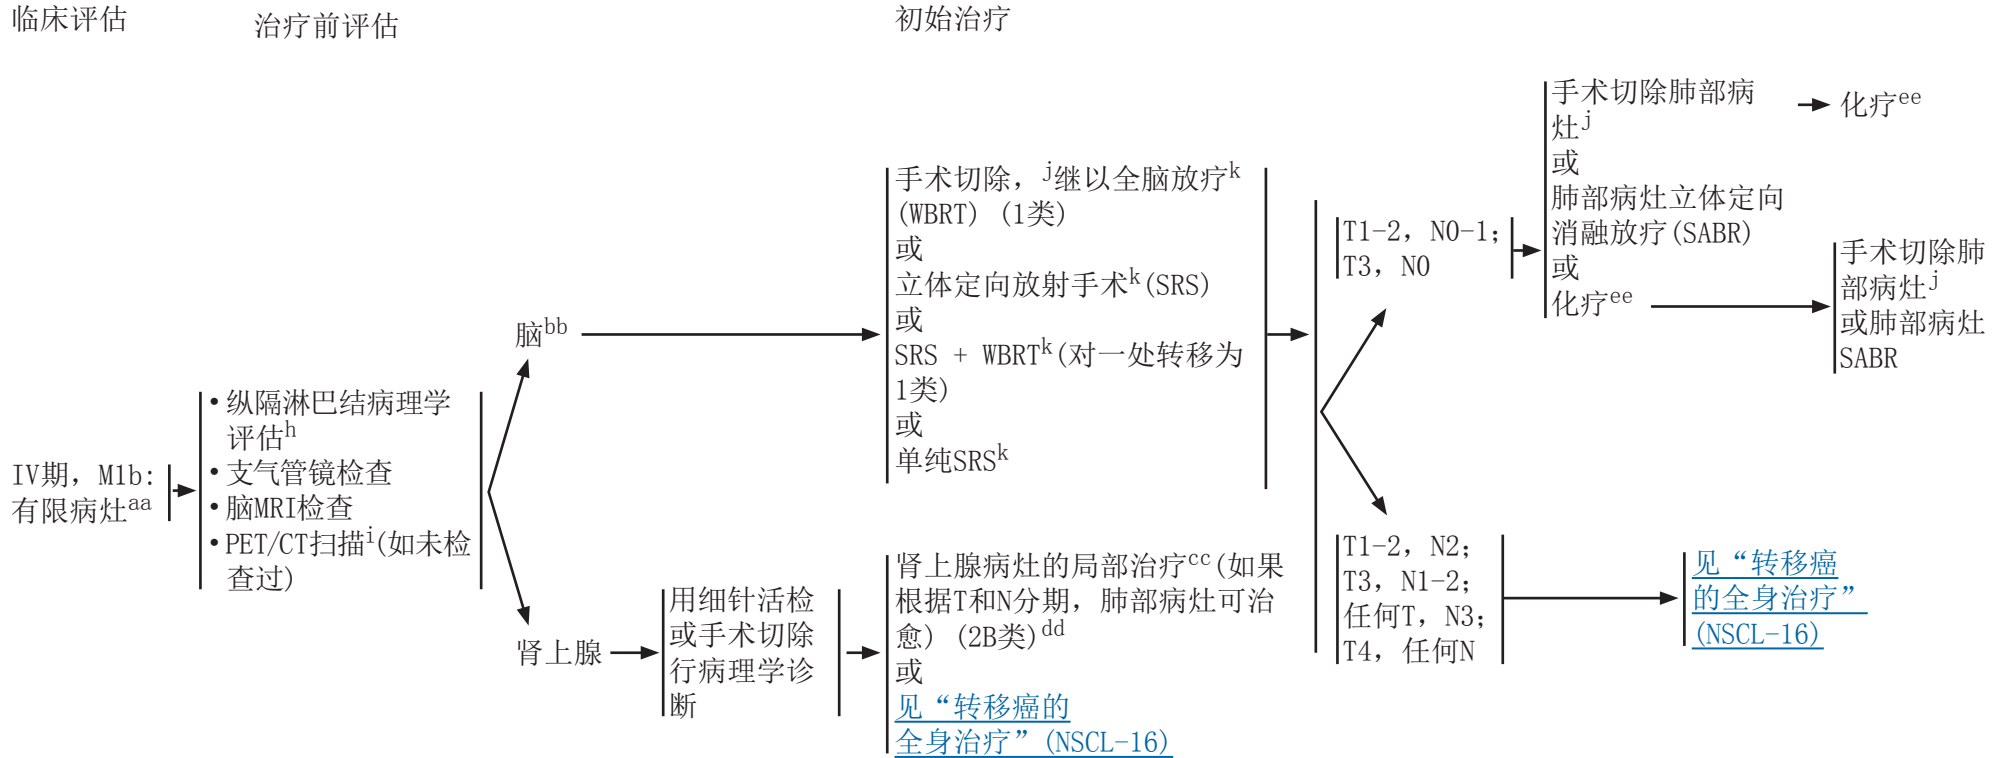 临床评估
治疗前评估
初始治疗
IV期，M1b:
有限病灶aa
•纵隔淋巴结病理学
评估h
•支气管镜检查
•脑MRI检查
•PET/CT扫描i(如未检
查过)
脑bb
手术切除，j继以全脑放疗k
(WBRT) (1类)
或
立体定向放射手术k(SRS)
或
SRS + WBRTk(对一处转移为
1类)
或
单纯SRSk
肾上腺
用细针活检
或手术切除
行病理学诊
断
肾上腺病灶的局部治疗cc(如果
根据T和N分期，肺部病灶可治
愈) (2B类)dd
或
见“转移癌的
全身治疗”(NSCL-16)
T1-2，N0-1；
T3，N0
手术切除肺部病
灶j
或
肺部病灶立体定向
消融放疗(SABR)
或
化疗ee
化疗ee
手术切除肺
部病灶j
或肺部病灶
SABR
T1-2，N2；
T3，N1-2；
任何T，N3；
T4，任何N
见“转移癌
的全身治疗”
(NSCL-16)